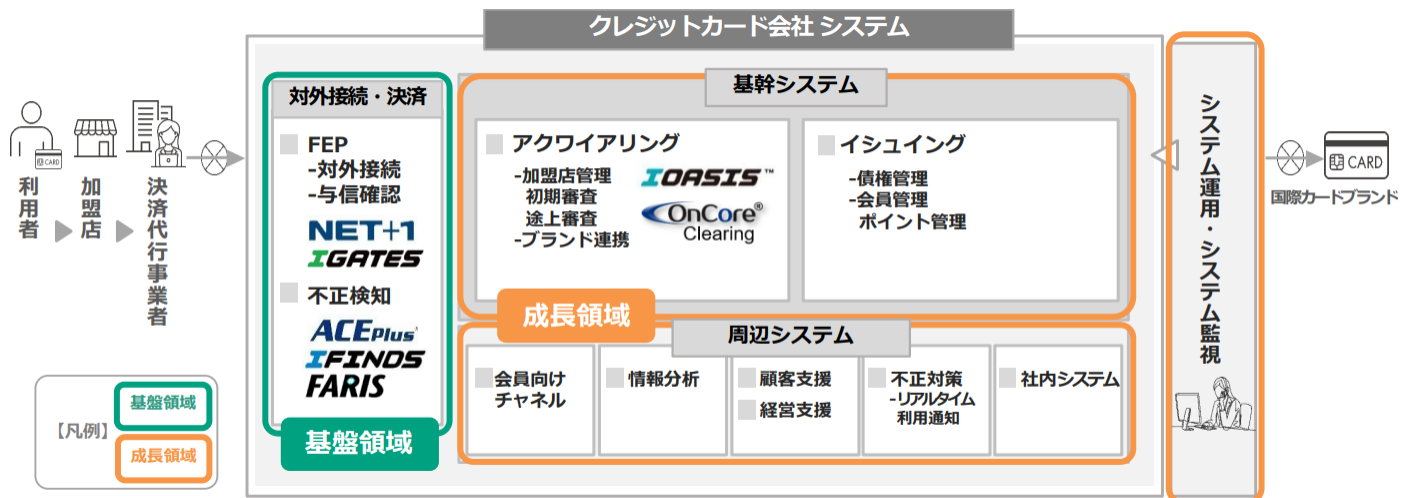 クレジットカード会社 システム
CARD
利用者
加盟店
決済代行事業者
対外接続・決済
FEP
-対外接続
-与信確認
NET+1
IGATES
不正検知
ACEPlus
IFINDS
FARIS
基盤領域
基幹システム
アクワイアリング
-加盟店管理
初期審査
途上審査
-ブランド連携
IOASIS™
OnCore®
Clearing
イシュイング
-債権管理
-会員管理
ポイント管理
成長領域
周辺システム
会員向け
チャネル
情報分析
顧客支援
経営支援
不正対策
-リアルタイム
利用通知
社内システム
システム運用・システム監視
CARD
国際カードブランド
【凡例】
基盤領域
成長領域